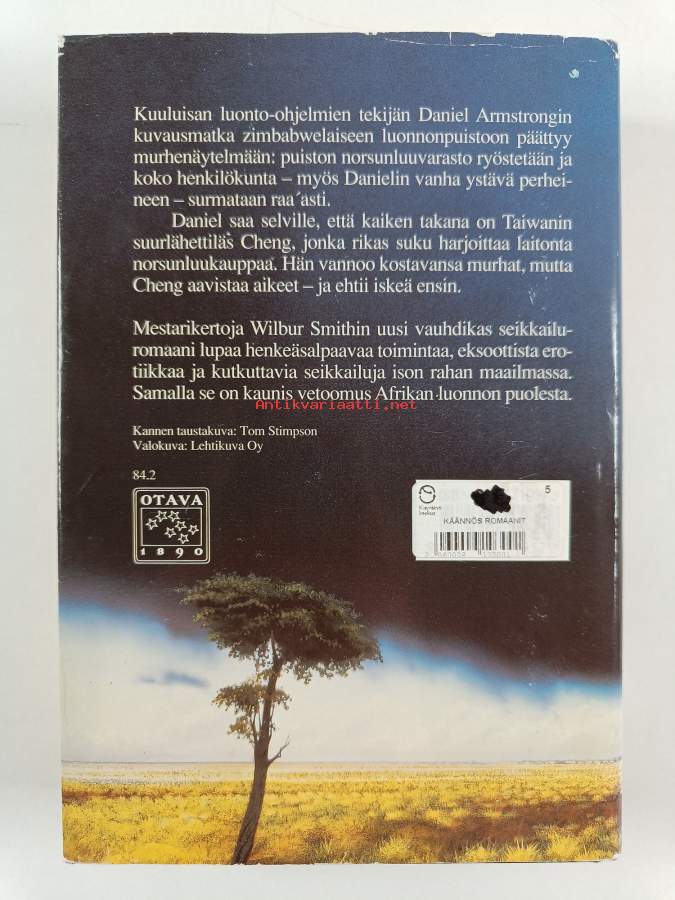 Kuuluisan luonto-ohjelmien tekijän Daniel Armstrongin
kuvausmatka zimbabwelaiseen luonnonpuistoon päättyy
murhenäytelmään: puiston norsunluuvarasto ryöstetään ja
koko henkilökunta – myös Danielin vanha ystävä perhei-
neen – surmataan raa´asti.
Daniel saa selville, että kaiken takana on Taiwanin
suurlähettiläs Cheng, jonka rikas suku harjoittaa laitonta
norsunluukauppaa. Hän vannoo kostavansa murhat, mutta
Cheng aavistaa aikeet – ja ehtii iskeä ensin.
Mestarikertoja Wilbur Smithin uusi vauhdikas seikkailu-
romaani lupaa henkeäsalpaavaa toimintaa, eksoottista ero-
tiikkaa ja kutkuttavia seikkailuja ison rahan maailmassa.
Samalla se on kaunis vetoomus Afrikan luonnon puolesta.
Antikvariaatti.net
Kannen taustakuva: Tom Stimpson
Valokuva: Lehtikuva Oy
84.2
OTAVA
1890
5
KÄÄNNÖS ROMAANIT